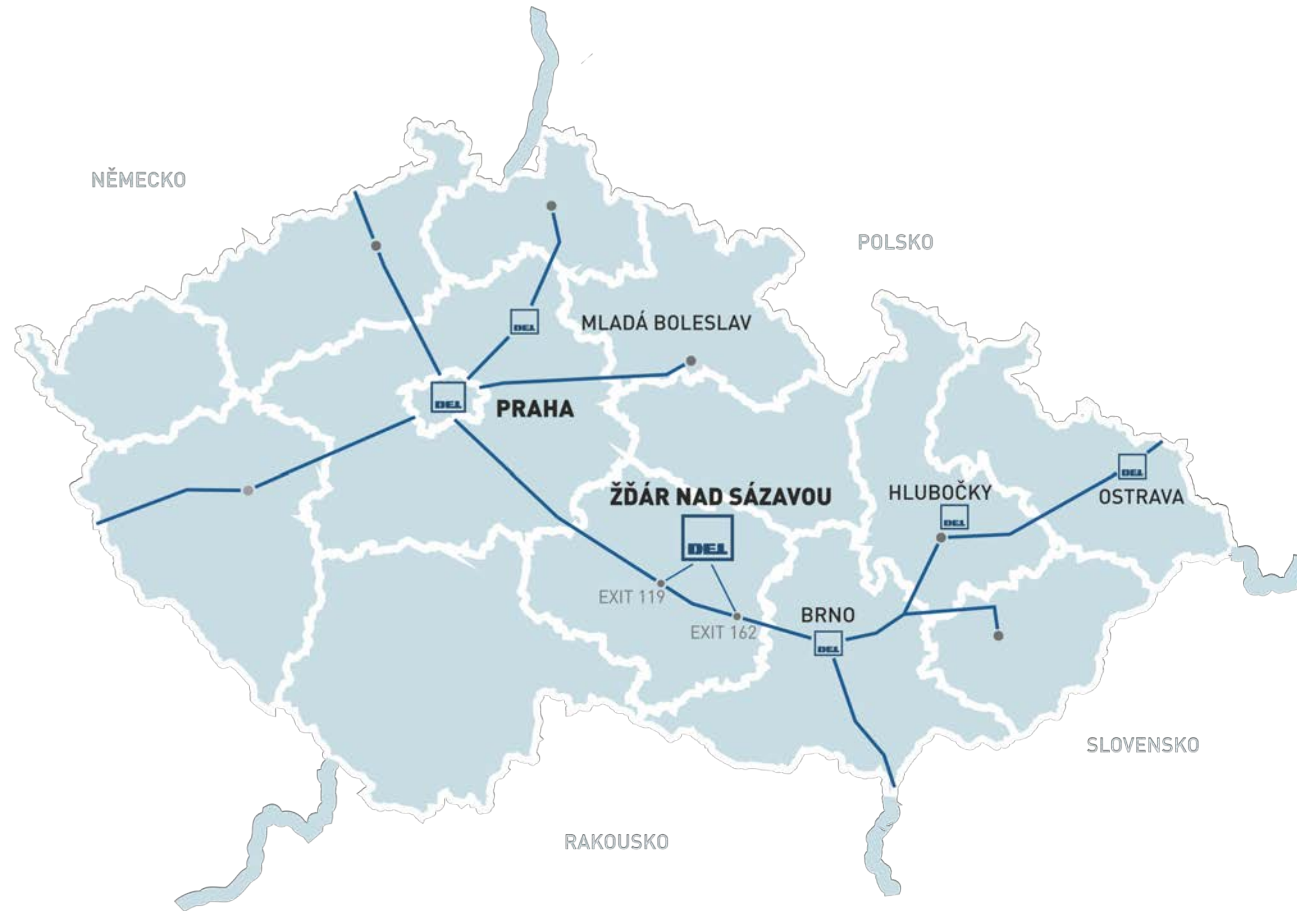 NĚMECKO
POLSKO
DEL
MLADÁ BOLESLAV
DEL
PRAHA
ŽĎÁR NAD SÁZAVOU
DEL
HLUBOČKY
DEL
DEL
OSTRAVA
EXIT 119
EXIT 162
BRNO
DEL
SLOVENSKO
RAKOUSKO